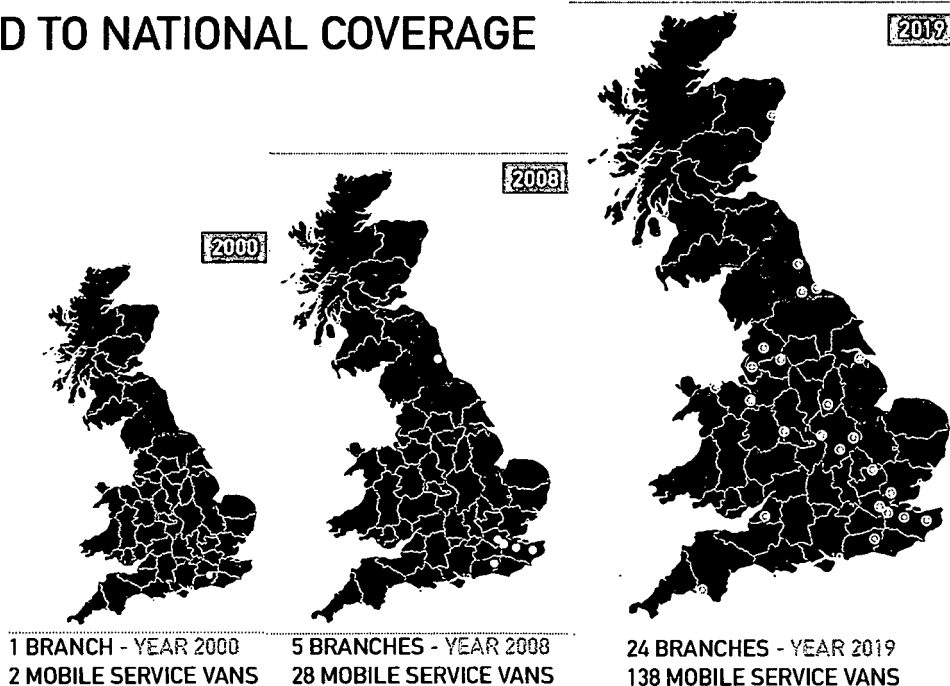 D TO NATIONAL COVERAGE
2019
2008
2000
1 BRANCH - YEAR 2000
2 MOBILE SERVICE VANS
5 BRANCHES - YEAR 2008
28 MOBILE SERVICE VANS
24 BRANCHES - YEAR 2019
138 MOBILE SERVICE VANS